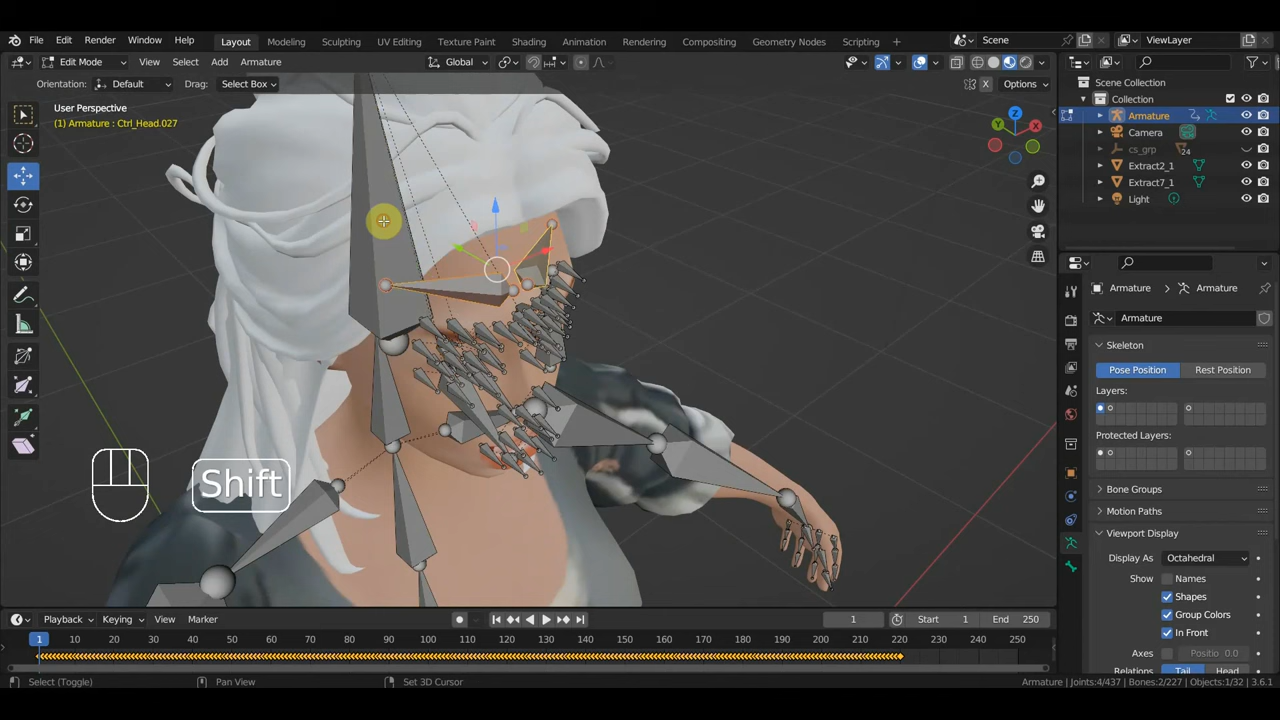 File Edit Render Window Help Layout Modeling Sculpting UV Editing Texture Paint Shading Animation Rendering Compositing Geometry Nodes Scripting + Scene ViewLayer
Edit Mode View Select Add Armature Global Options
Orientation: Default Drag: Select Box X
User Perspective
(1) Armature : Ctrl_Head.027
Z
Y
X
Scene Collection
Collection
Armature
Camera
cs_grp 24
Extract2_1
Extract7_1
Light
Armature Armature
Armature
Skeleton
Pose Position Rest Position
Layers:
Protected Layers:
Bone Groups
Motion Paths
Viewport Display
Display As Octahedral
Show Names
Shapes
Group Colors
In Front
Axes Positio 0.0
Relations Tail Head
Shift
Playback Keying View Marker 1 Start 1 End 250
1 10 20 30 40 50 60 70 80 90 100 110 120 130 140 150 160 170 180 190 200 210 220 230 240 250
Select (Toggle) Pan View Set 3D Cursor Armature | Joints:4/437 | Bones:2/227 | Objects:1/32 | 3.6.1